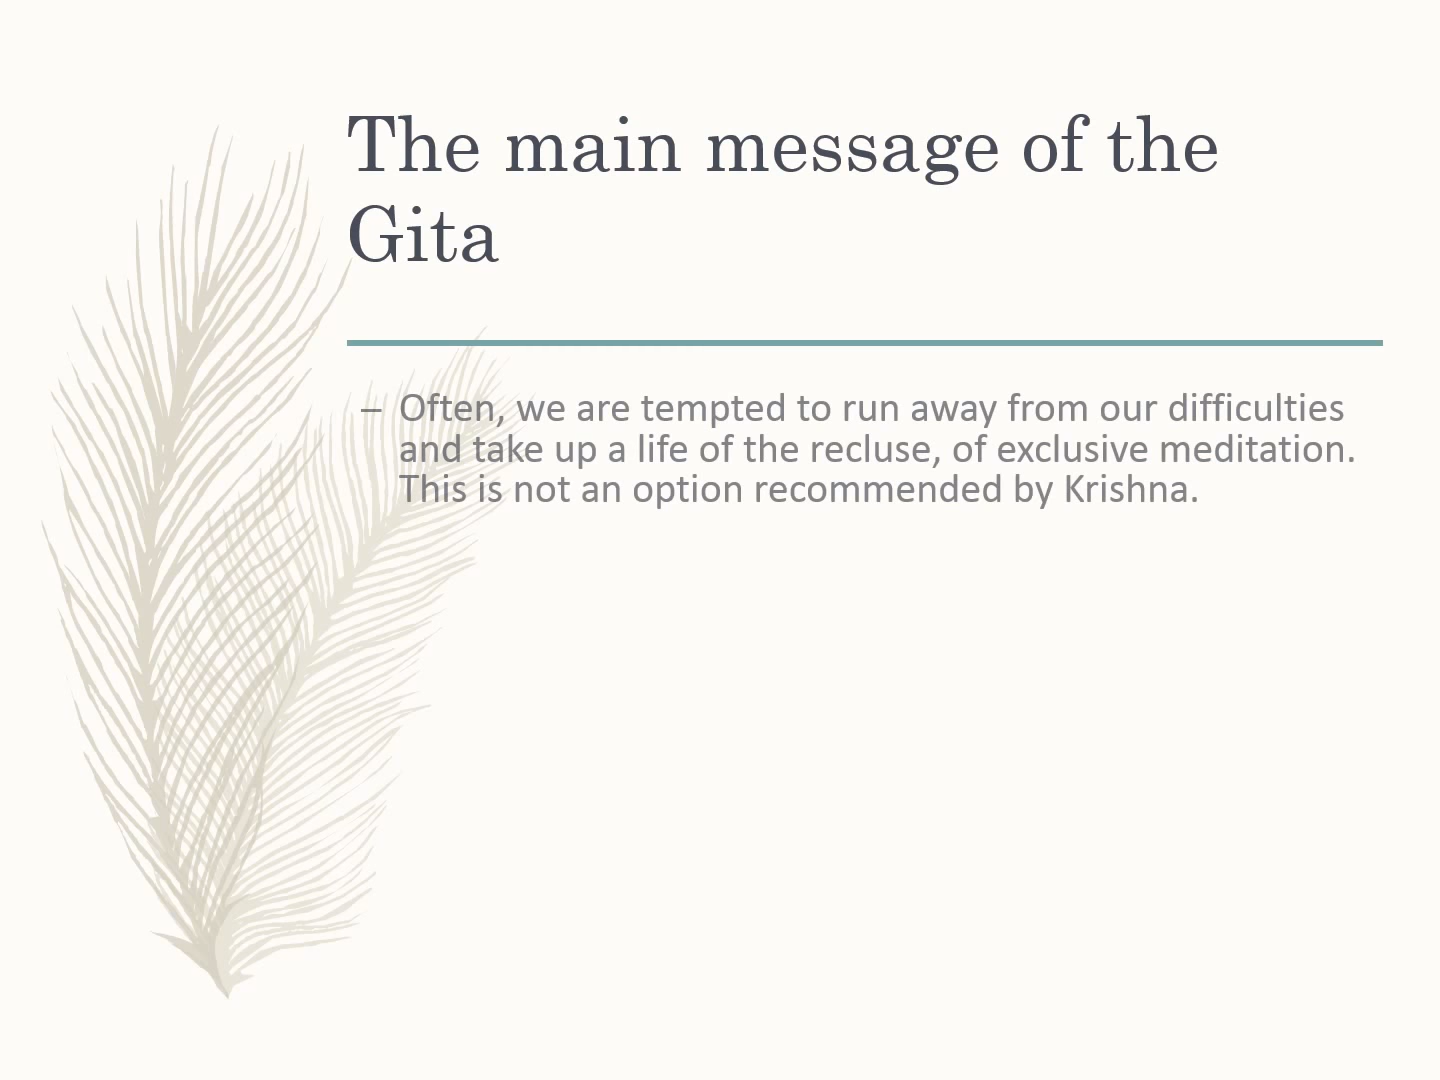 The main message of the
Gita
– Often, we are tempted to run away from our difficulties
and take up a life of the recluse, of exclusive meditation.
This is not an option recommended by Krishna.